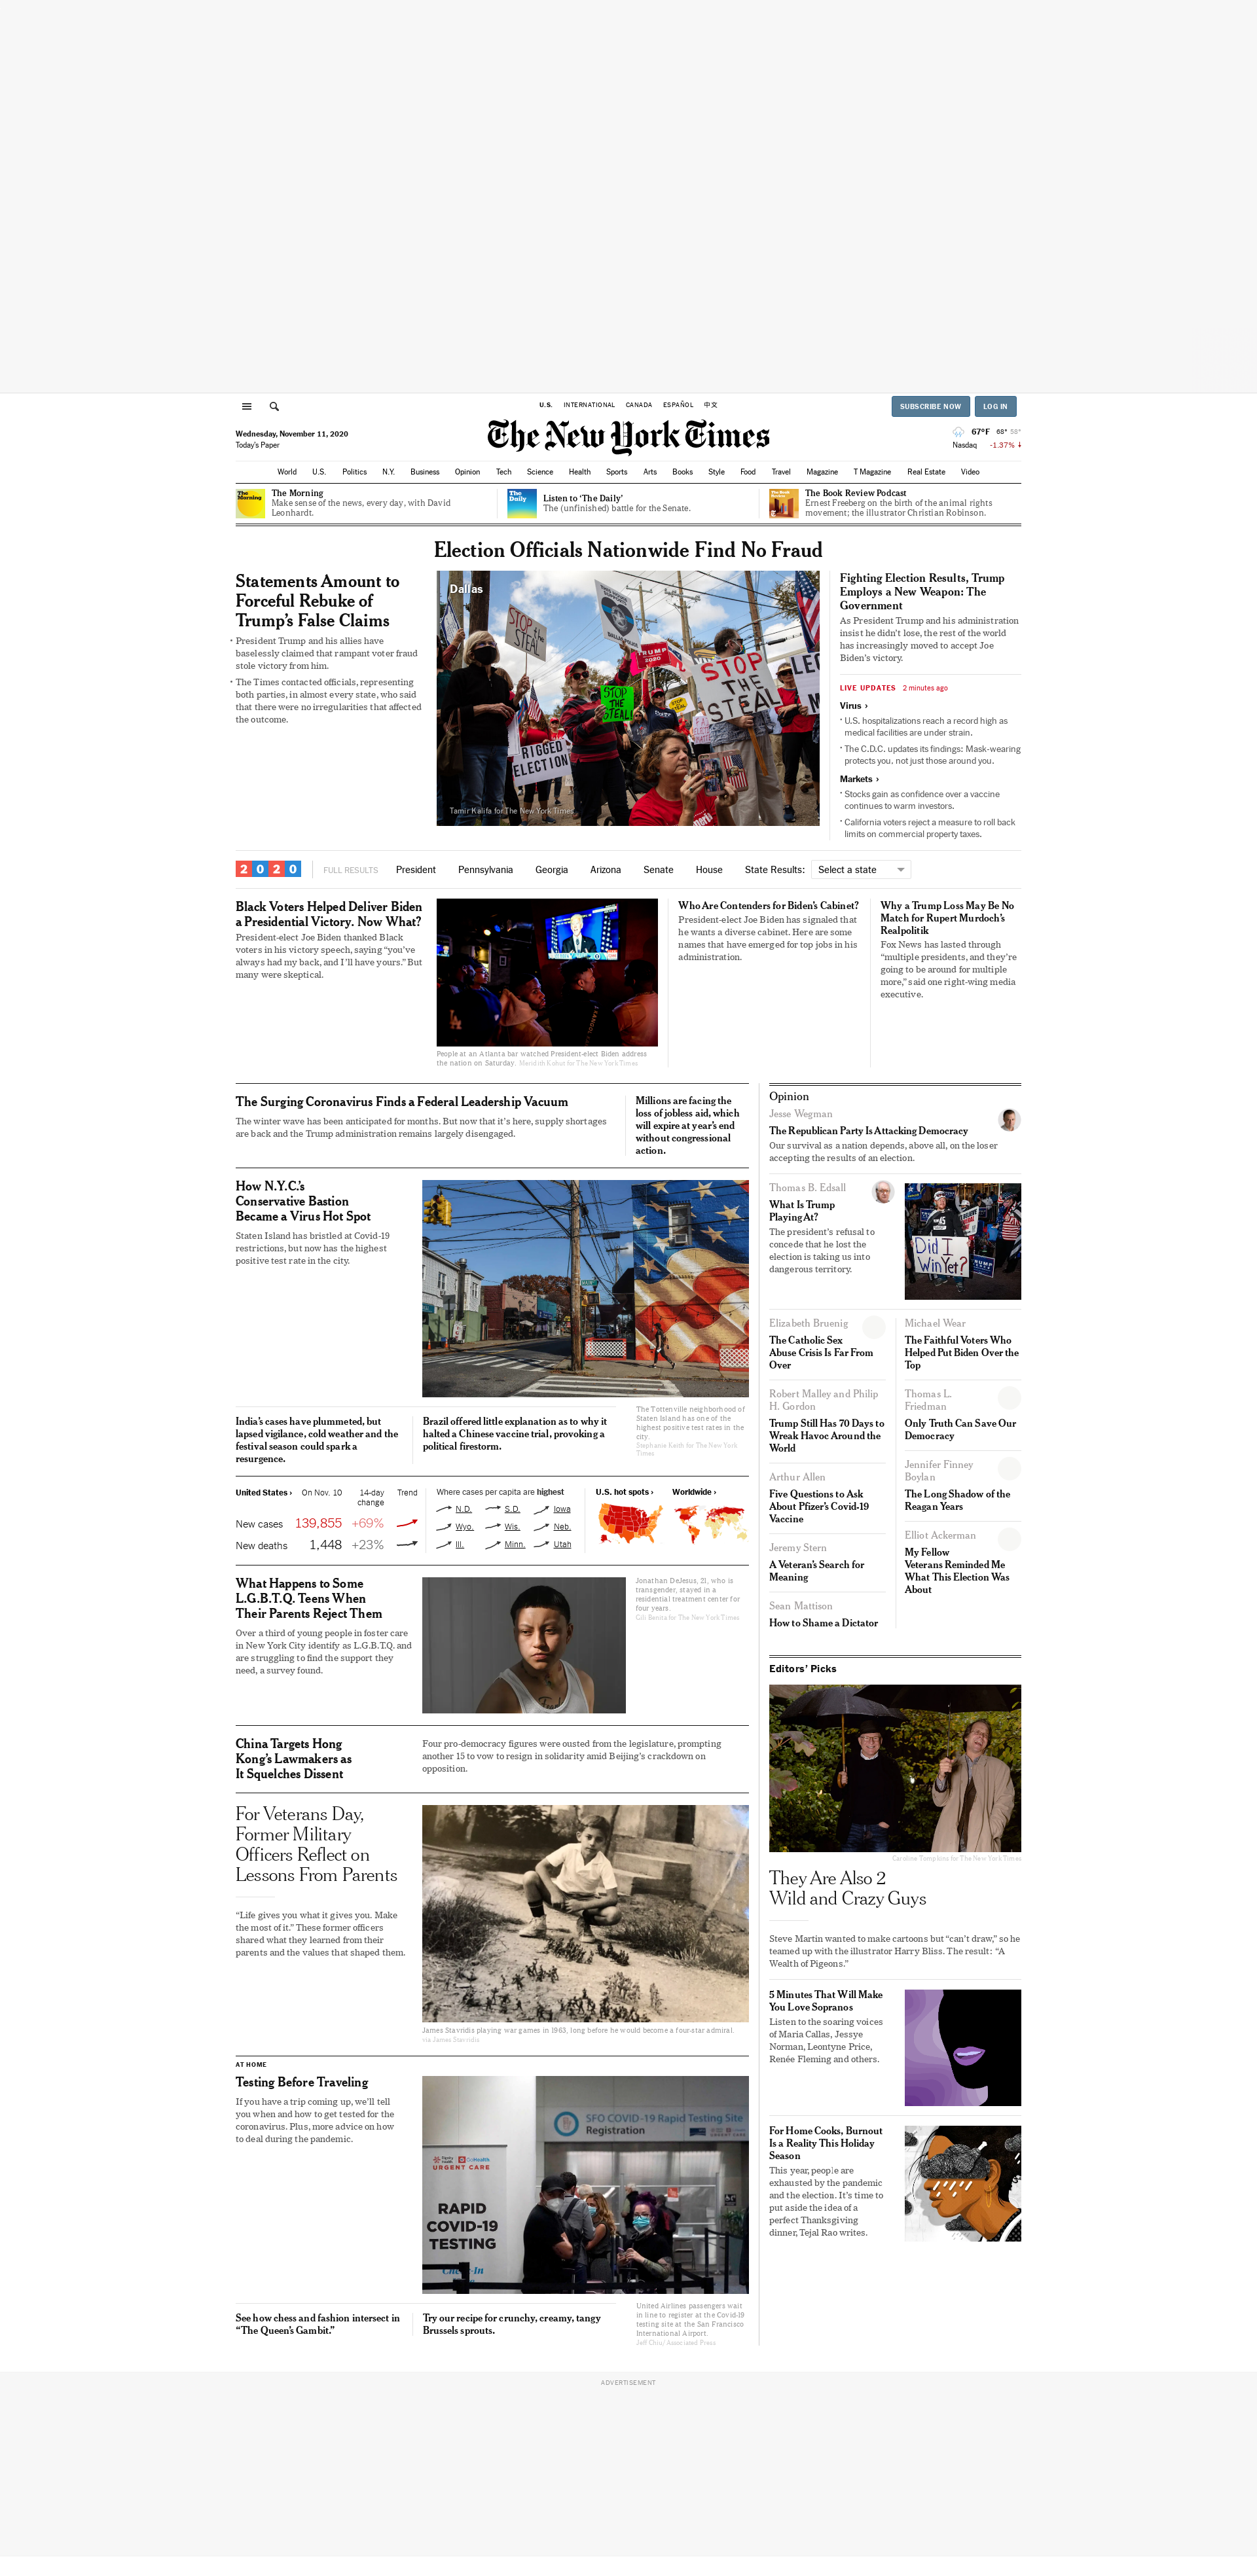 U.S. INTERNATIONAL CANADA ESPAÑOL 中文
SUBSCRIBE NOW LOG IN
Wednesday, November 11, 2020
Today's Paper
The New York Times
67°F 68° 58°
Nasdaq -1.37% ↓
World U.S. Politics N.Y. Business Opinion Tech Science Health Sports Arts Books Style Food Travel Magazine T Magazine Real Estate Video
The Morning
Make sense of the news, every day, with David
Leonhardt.
Listen to ‘The Daily’
The (unfinished) battle for the Senate.
The Book Review Podcast
Ernest Freeberg on the birth of the animal rights
movement; the illustrator Christian Robinson.
Election Officials Nationwide Find No Fraud
Statements Amount to
Forceful Rebuke of
Trump’s False Claims
• President Trump and his allies have
baselessly claimed that rampant voter fraud
stole victory from him.
• The Times contacted officials, representing
both parties, in almost every state, who said
that there were no irregularities that affected
the outcome.
Dallas
STOP THE STEAL
TRUMP
2020
STOP
THE
STEAL
STOP
THE
STEAL
RIGGED
ELECTION
Tamir Kalifa for The New York Times
Fighting Election Results, Trump
Employs a New Weapon: The
Government
As President Trump and his administration
insist he didn’t lose, the rest of the world
has increasingly moved to accept Joe
Biden’s victory.
LIVE UPDATES 2 minutes ago
Virus ›
• U.S. hospitalizations reach a record high as
medical facilities are under strain.
• The C.D.C. updates its findings: Mask-wearing
protects you, not just those around you.
Markets ›
• Stocks gain as confidence over a vaccine
continues to warm investors.
• California voters reject a measure to roll back
limits on commercial property taxes.
2020 FULL RESULTS President Pennsylvania Georgia Arizona Senate House State Results: Select a state
Black Voters Helped Deliver Biden
a Presidential Victory. Now What?
President-elect Joe Biden thanked Black
voters in his victory speech, saying “you’ve
always had my back, and I’ll have yours.” But
many were skeptical.
People at an Atlanta bar watched President-elect Biden address
the nation on Saturday. Meridith Kohut for The New York Times
Who Are Contenders for Biden’s Cabinet?
President-elect Joe Biden has signaled that
he wants a diverse cabinet. Here are some
names that have emerged for top jobs in his
administration.
Why a Trump Loss May Be No
Match for Rupert Murdoch’s
Realpolitik
Fox News has lasted through
“multiple presidents, and they’re
going to be around for multiple
more,” said one right-wing media
executive.
The Surging Coronavirus Finds a Federal Leadership Vacuum
The winter wave has been anticipated for months. But now that it’s here, supply shortages
are back and the Trump administration remains largely disengaged.
Millions are facing the
loss of jobless aid, which
will expire at year’s end
without congressional
action.
How N.Y.C.’s
Conservative Bastion
Became a Virus Hot Spot
Staten Island has bristled at Covid-19
restrictions, but now has the highest
positive test rate in the city.
The Tottenville neighborhood of
Staten Island has one of the
highest positive test rates in the
city.
Stephanie Keith for The New York
Times
India’s cases have plummeted, but
lapsed vigilance, cold weather and the
festival season could spark a
resurgence.
Brazil offered little explanation as to why it
halted a Chinese vaccine trial, provoking a
political firestorm.
United States › On Nov. 10 14-day
change Trend
New cases 139,855 +69%
New deaths 1,448 +23%
Where cases per capita are highest
N.D. S.D. Iowa
Wyo. Wis. Neb.
Ill. Minn. Utah
U.S. hot spots › Worldwide ›
What Happens to Some
L.G.B.T.Q. Teens When
Their Parents Reject Them
Over a third of young people in foster care
in New York City identify as L.G.B.T.Q. and
are struggling to find the support they
need, a survey found.
Jonathan DeJesus, 21, who is
transgender, stayed in a
residential treatment center for
four years.
Gili Benita for The New York Times
China Targets Hong
Kong’s Lawmakers as
It Squelches Dissent
Four pro-democracy figures were ousted from the legislature, prompting
another 15 to vow to resign in solidarity amid Beijing’s crackdown on
opposition.
For Veterans Day,
Former Military
Officers Reflect on
Lessons From Parents
“Life gives you what it gives you. Make
the most of it.” These former officers
shared what they learned from their
parents and the values that shaped them.
James Stavridis playing war games in 1963, long before he would become a four-star admiral.
via James Stavridis
AT HOME
Testing Before Traveling
If you have a trip coming up, we’ll tell
you when and how to get tested for the
coronavirus. Plus, more advice on how
to deal during the pandemic.
SFO COVID-19 Rapid Testing Site
Registration
URGENT CARE
RAPID
COVID-19
TESTING
United Airlines passengers wait
in line to register at the Covid-19
testing site at the San Francisco
International Airport.
Jeff Chiu/Associated Press
See how chess and fashion intersect in
“The Queen’s Gambit.”
Try our recipe for crunchy, creamy, tangy
Brussels sprouts.
Opinion
Jesse Wegman
The Republican Party Is Attacking Democracy
Our survival as a nation depends, above all, on the loser
accepting the results of an election.
Thomas B. Edsall
What Is Trump
Playing At?
The president’s refusal to
concede that he lost the
election is taking us into
dangerous territory.
Did I
Win Yet?
Elizabeth Bruenig
The Catholic Sex
Abuse Crisis Is Far From
Over
Robert Malley and Philip
H. Gordon
Trump Still Has 70 Days to
Wreak Havoc Around the
World
Arthur Allen
Five Questions to Ask
About Pfizer’s Covid-19
Vaccine
Jeremy Stern
A Veteran’s Search for
Meaning
Sean Mattison
How to Shame a Dictator
Michael Wear
The Faithful Voters Who
Helped Put Biden Over the
Top
Thomas L.
Friedman
Only Truth Can Save Our
Democracy
Jennifer Finney
Boylan
The Long Shadow of the
Reagan Years
Elliot Ackerman
My Fellow
Veterans Reminded Me
What This Election Was
About
Editors’ Picks
Caroline Tompkins for The New York Times
They Are Also 2
Wild and Crazy Guys
Steve Martin wanted to make cartoons but “can’t draw,” so he
teamed up with the illustrator Harry Bliss. The result: “A
Wealth of Pigeons.”
5 Minutes That Will Make
You Love Sopranos
Listen to the soaring voices
of Maria Callas, Jessye
Norman, Leontyne Price,
Renée Fleming and others.
For Home Cooks, Burnout
Is a Reality This Holiday
Season
This year, people are
exhausted by the pandemic
and the election. It’s time to
put aside the idea of a
perfect Thanksgiving
dinner, Tejal Rao writes.
ADVERTISEMENT